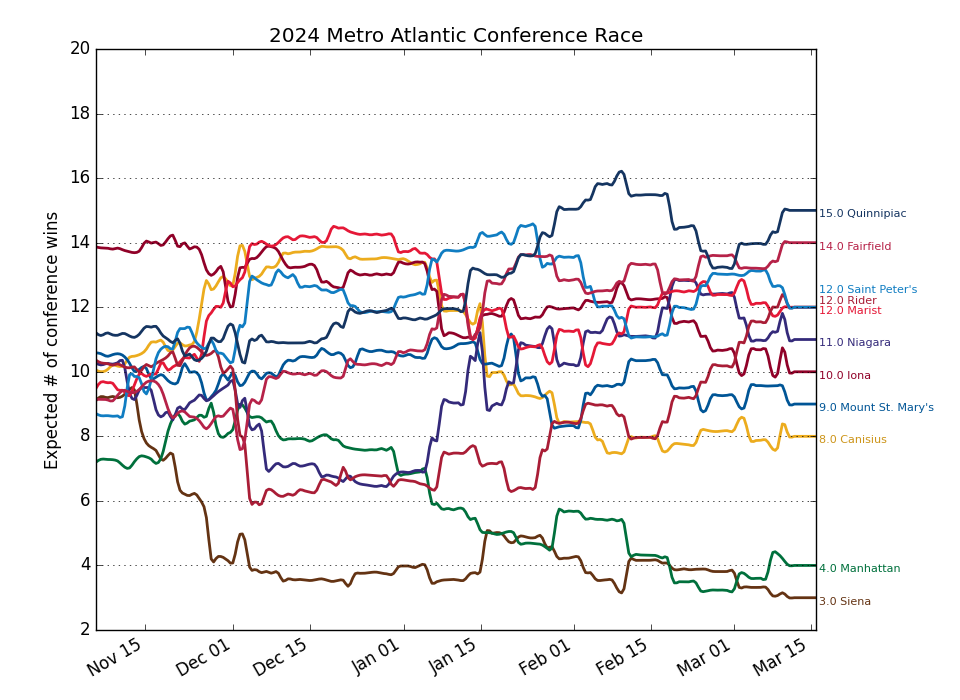 2024 Metro Atlantic Conference Race
Expected # of conference wins
20
18
16
14
12
10
8
6
4
2
15.0 Quinnipiac
14.0 Fairfield
12.0 Saint Peter's
12.0 Rider
12.0 Marist
11.0 Niagara
10.0 Iona
9.0 Mount St. Mary's
8.0 Canisius
4.0 Manhattan
3.0 Siena
Nov 15
Dec 01
Dec 15
Jan 01
Jan 15
Feb 01
Feb 15
Mar 01
Mar 15